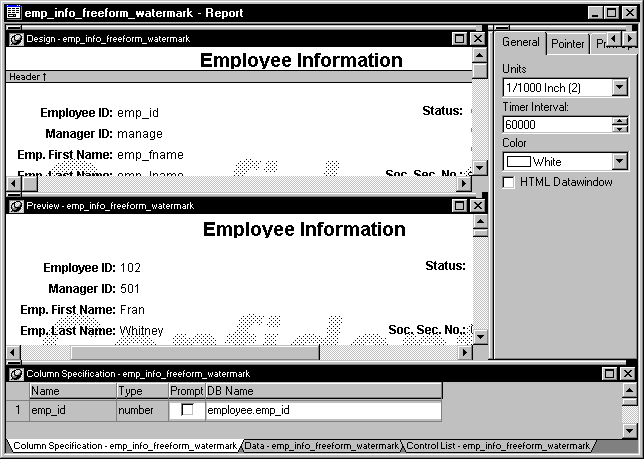 emp_info_freeform_watermark - Report
Design - emp_info_freeform_watermark
Employee Information
Header ↑
Employee ID: emp_id Status:
Manager ID: manage
Emp. First Name: emp_fname
Emp. Last Name: emp_lname Soc. Sec. No.:
Preview - emp_info_freeform_watermark
Employee Information
Employee ID: 102 Status:
Manager ID: 501
Emp. First Name: Fran
Emp. Last Name: Whitney Soc. Sec. No.:
General Pointer
Units
1/1000 Inch (2)
Timer Interval:
60000
Color
White
HTML Datawindow
Column Specification - emp_info_freeform_watermark
Name Type Prompt DB Name
1 emp_id number employee.emp_id
Column Specification - emp_info_freeform_watermark Data - emp_info_freeform_watermark Control List - emp_info_freeform_watermark